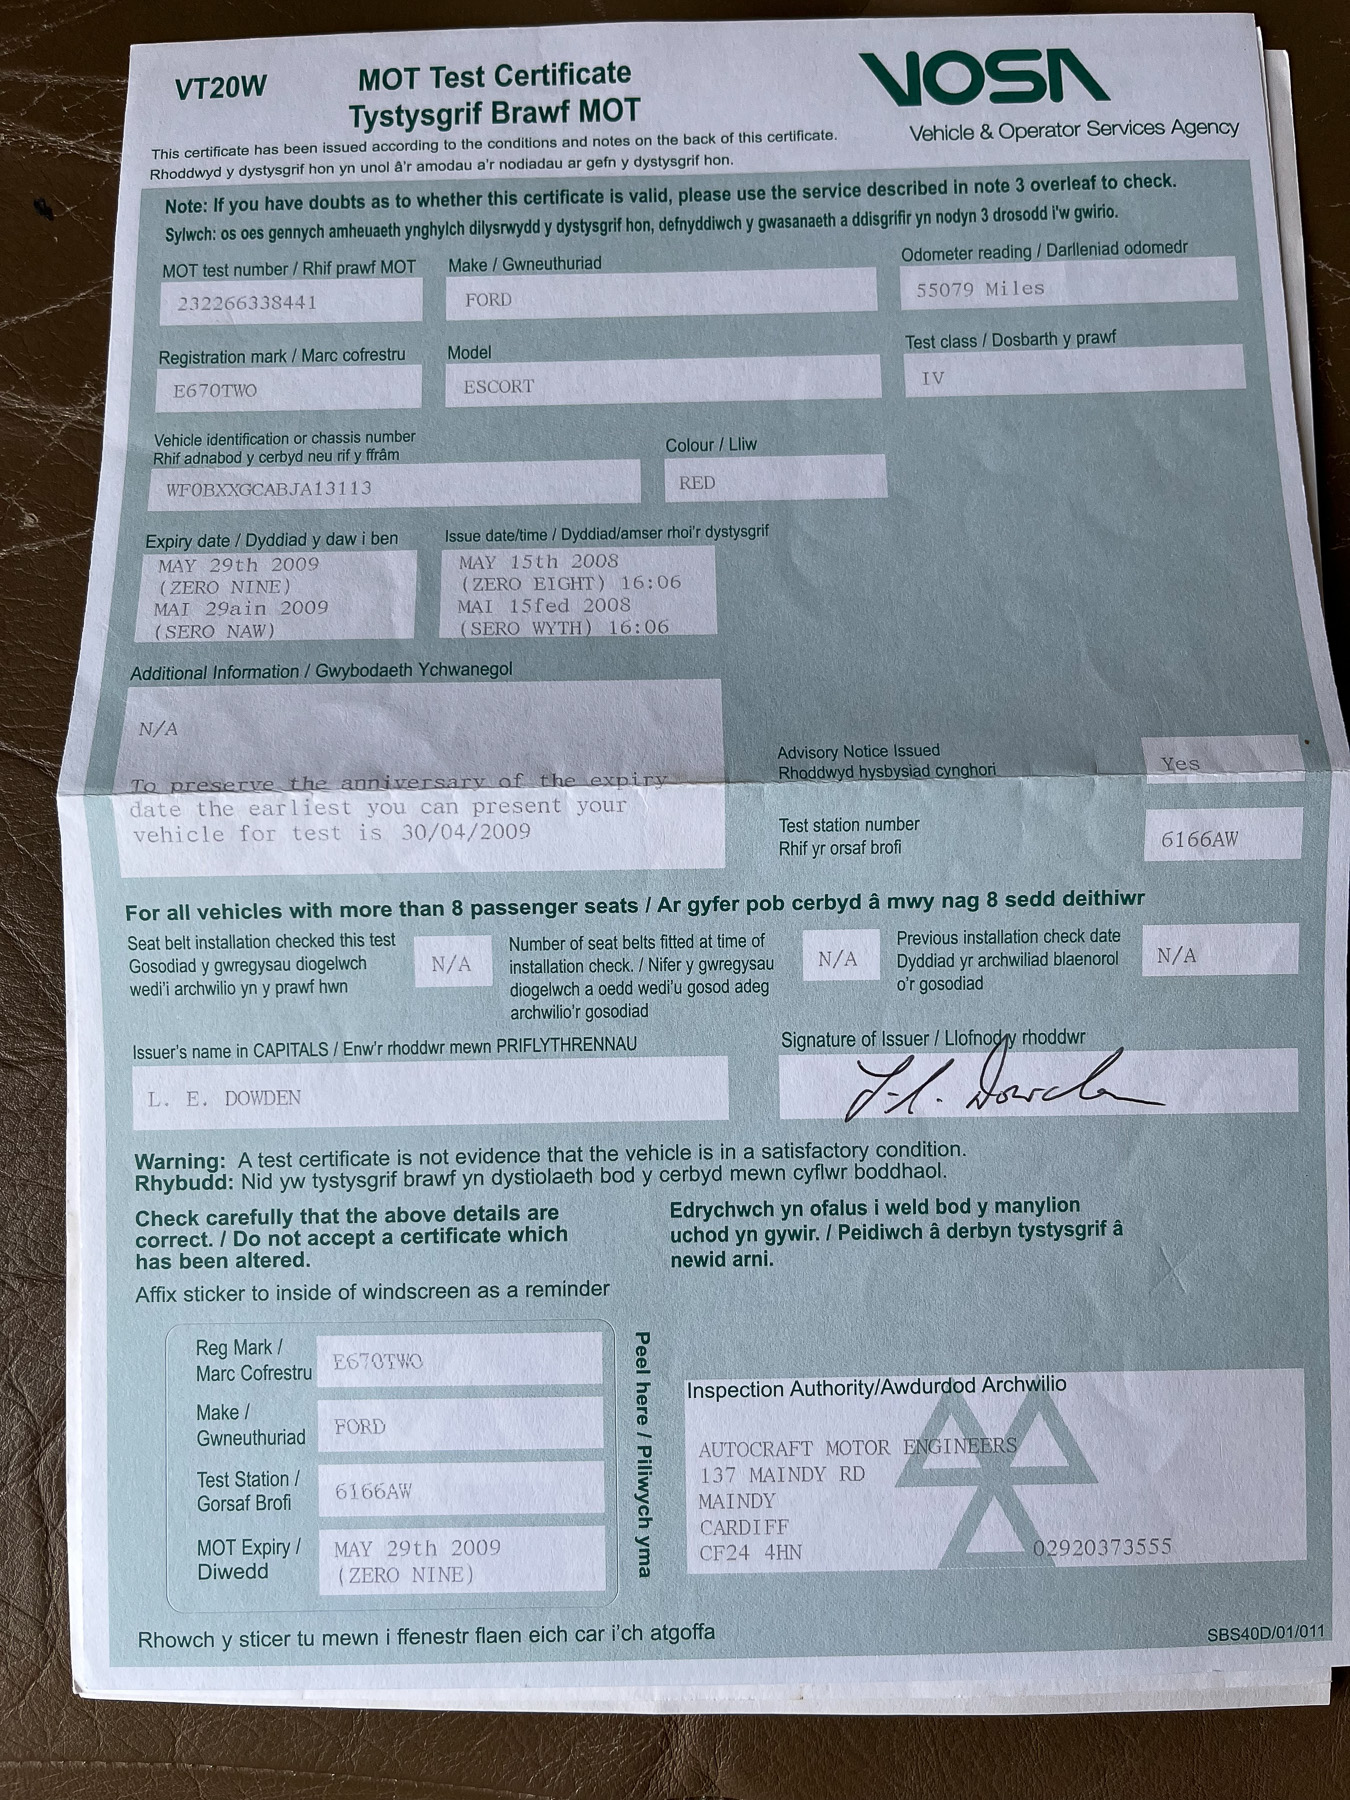 VT20W
MOT Test Certificate
Tystysgrif Brawf MOT
VOSA
Vehicle & Operator Services Agency
This certificate has been issued according to the conditions and notes on the back of this certificate.
Rhoddwyd y dystysgrif hon yn unol â'r amodau a'r nodiadau ar gefn y dystysgrif hon.
Note: If you have doubts as to whether this certificate is valid, please use the service described in note 3 overleaf to check.
Sylwch: os oes gennych amheuaeth ynghylch dilysrwydd y dystysgrif hon, defnyddiwch y gwasanaeth a ddisgrifir yn nodyn 3 drosodd i'w gwirio.
MOT test number / Rhif prawf MOT
232266338441
Make / Gwneuthuriad
FORD
Odometer reading / Darlleniad odomedr
55079 Miles
Registration mark / Marc cofrestru
E670TWO
Model
ESCORT
Test class / Dosbarth y prawf
IV
Vehicle identification or chassis number
Rhif adnabod y cerbyd neu rif y ffrâm
WF0BXXGCABJA13113
Colour / Lliw
RED
Expiry date / Dyddiad y daw i ben
MAY 29th 2009
(ZERO NINE)
MAI 29ain 2009
(SERO NAW)
Issue date/time / Dyddiad/amser rhoi'r dystysgrif
MAY 15th 2008
(ZERO EIGHT) 16:06
MAI 15fed 2008
(SERO WYTH) 16:06
Additional Information / Gwybodaeth Ychwanegol
N/A
To preserve the anniversary of the expiry
date the earliest you can present your
vehicle for test is 30/04/2009
Advisory Notice Issued
Rhoddwyd hysbysiad cynghori
Yes
Test station number
Rhif yr orsaf brofi
6166AW
For all vehicles with more than 8 passenger seats / Ar gyfer pob cerbyd â mwy nag 8 sedd deithiwr
Seat belt installation checked this test
Gosodiad y gwregysau diogelwch
wedi'i archwilio yn y prawf hwn
N/A
Number of seat belts fitted at time of
installation check. / Nifer y gwregysau
diogelwch a oedd wedi'u gosod adeg
archwilio'r gosodiad
N/A
Previous installation check date
Dyddiad yr archwiliad blaenorol
o'r gosodiad
N/A
Issuer's name in CAPITALS / Enw'r rhoddwr mewn PRIFLYTHRENNAU
L. E. DOWDEN
Signature of Issuer / Llofnod y rhoddwr
Warning: A test certificate is not evidence that the vehicle is in a satisfactory condition.
Rhybudd: Nid yw tystysgrif brawf yn dystiolaeth bod y cerbyd mewn cyflwr boddhaol.
Check carefully that the above details are
correct. / Do not accept a certificate which
has been altered.
Edrychwch yn ofalus i weld bod y manylion
uchod yn gywir. / Peidiwch â derbyn tystysgrif â
newid arni.
Affix sticker to inside of windscreen as a reminder
Reg Mark /
Marc Cofrestru
E670TWO
Make /
Gwneuthuriad
FORD
Test Station /
Gorsaf Brofi
6166AW
MOT Expiry /
Diwedd
MAY 29th 2009
(ZERO NINE)
Peel here / Piliwych yma
Inspection Authority/Awdurdod Archwilio
AUTOCRAFT MOTOR ENGINEERS
137 MAINDY RD
MAINDY
CARDIFF
CF24 4HN
02920373555
Rhowch y sticer tu mewn i ffenestr flaen eich car i'ch atgoffa
SBS40D/01/011